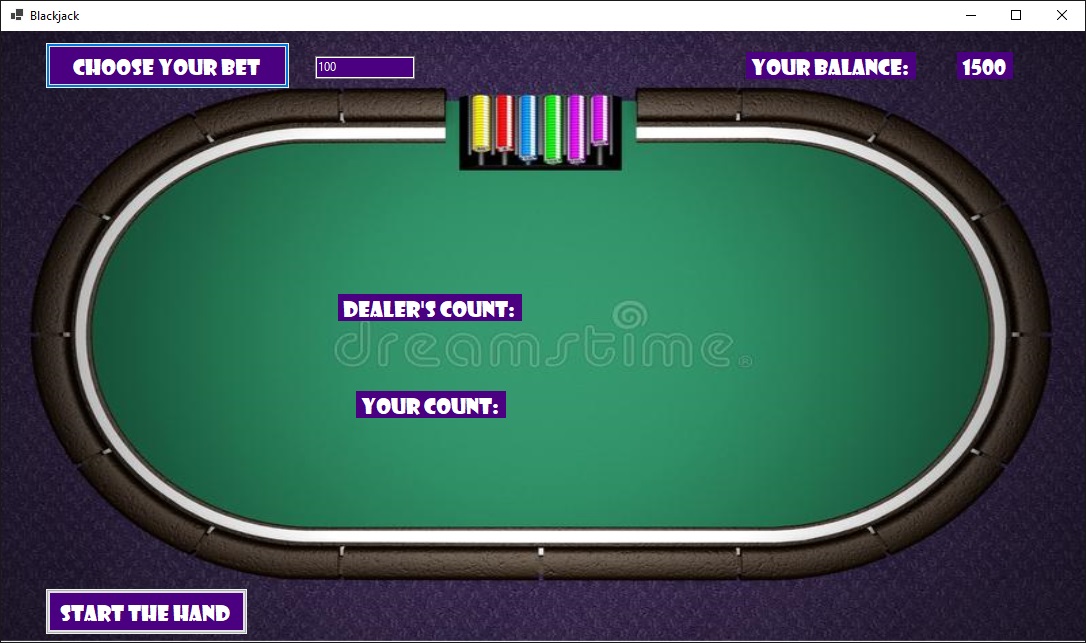 Blackjack
CHOOSE YOUR BET
100
YOUR BALANCE:
1500
DEALER'S COUNT:
dreamstime®
YOUR COUNT:
START THE HAND